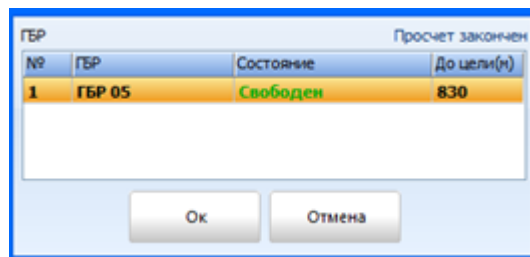 ГБР Просчет закончен
№ ГБР Состояние До цели(м)
1 ГБР 05 Свободен 830
Ок Отмена